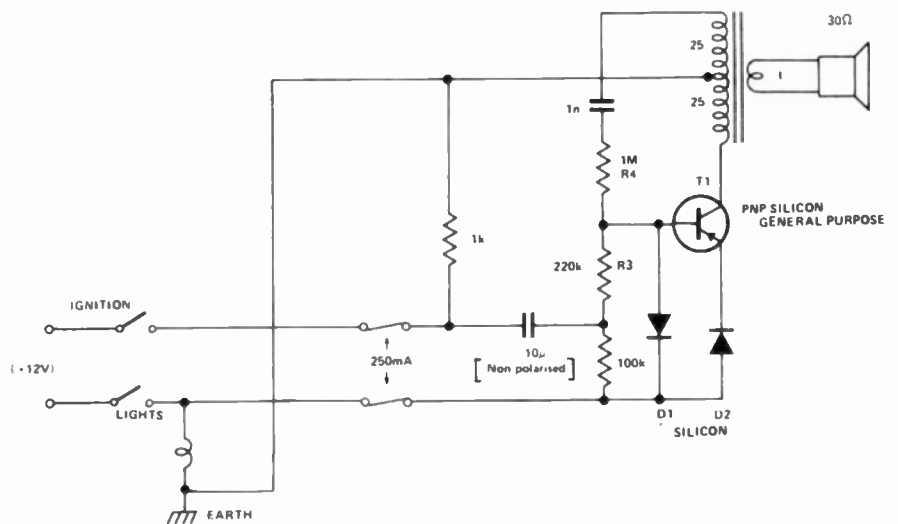 30Ω
25
25
1
1n
1M
R4
T1
PNP SILICON
GENERAL PURPOSE
1k
220k
R3
IGNITION
(+12V)
250mA
10μ
[Non polarised]
100k
LIGHTS
D1
D2
SILICON
EARTH